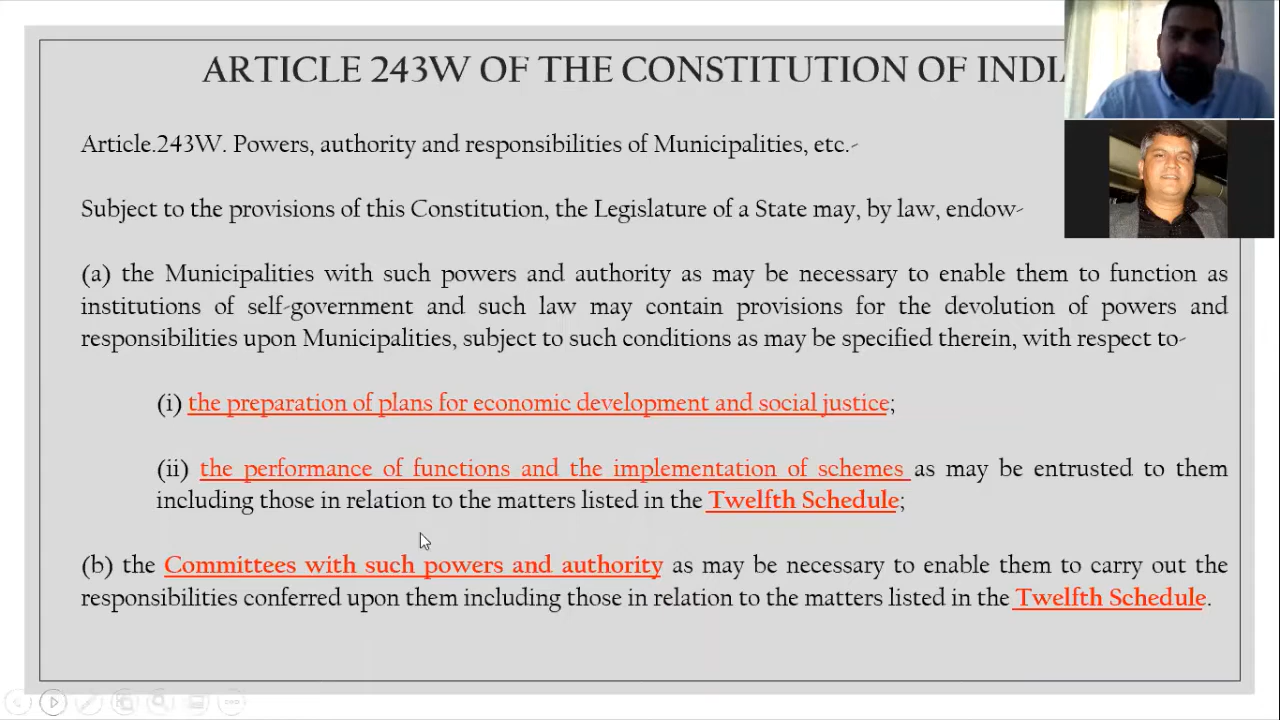 ARTICLE 243W OF THE CONSTITUTION OF INDIA
Article.243W. Powers, authority and responsibilities of Municipalities, etc.-
Subject to the provisions of this Constitution, the Legislature of a State may, by law, endow-
(a) the Municipalities with such powers and authority as may be necessary to enable them to function as
institutions of self-government and such law may contain provisions for the devolution of powers and
responsibilities upon Municipalities, subject to such conditions as may be specified therein, with respect to-
(i) the preparation of plans for economic development and social justice;
(ii) the performance of functions and the implementation of schemes as may be entrusted to them
including those in relation to the matters listed in the Twelfth Schedule;
(b) the Committees with such powers and authority as may be necessary to enable them to carry out the
responsibilities conferred upon them including those in relation to the matters listed in the Twelfth Schedule.